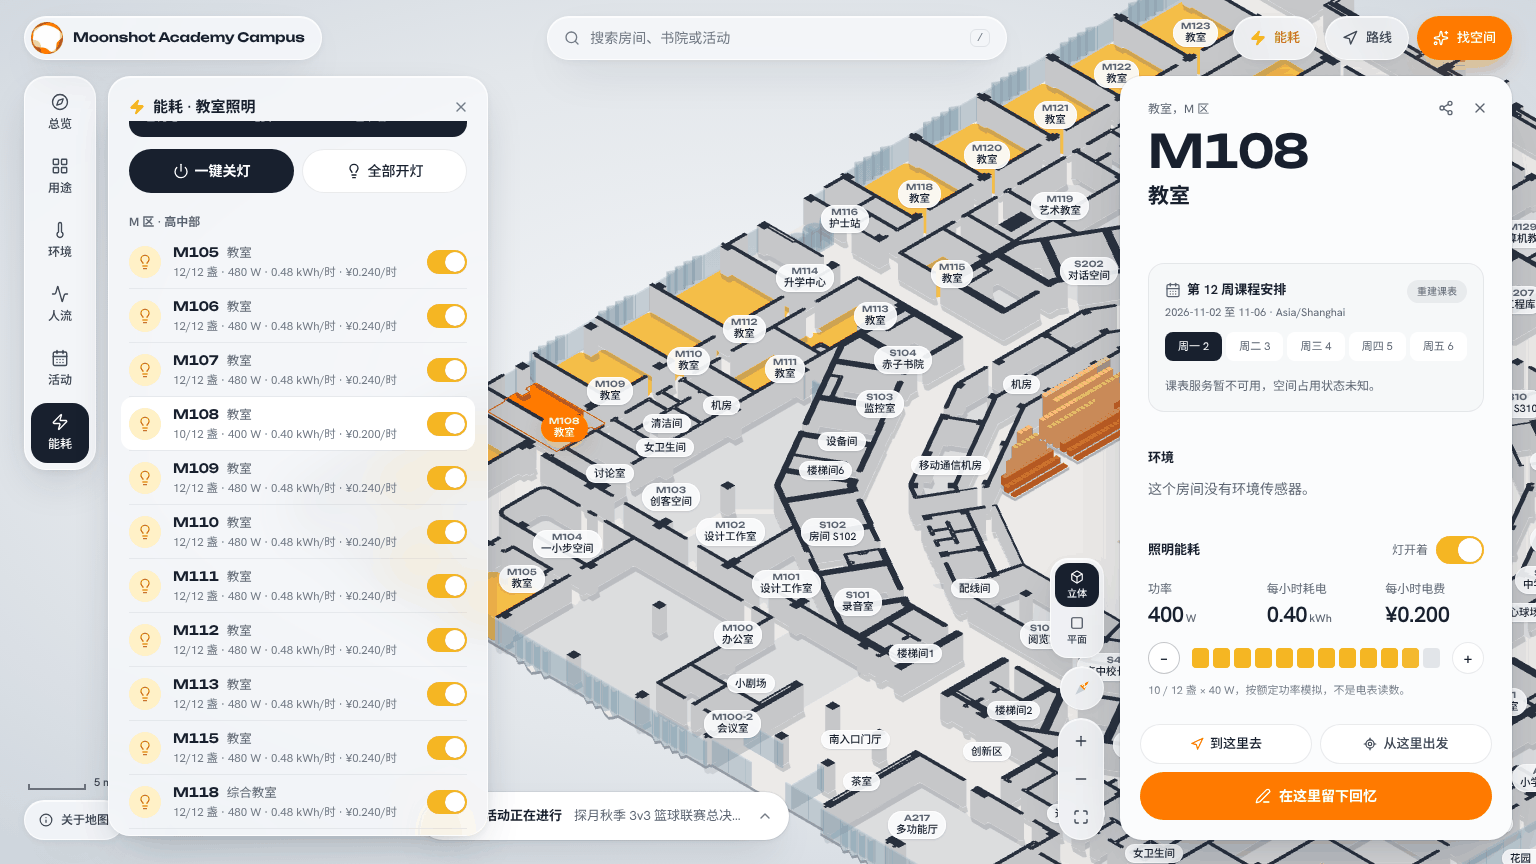 Moonshot Academy Campus
搜索房间、书院或活动
/
能耗
路线
找空间
总览
用途
环境
人流
活动
能耗
能耗 · 教室照明
一键关灯
全部开灯
M 区 · 高中部
M105 教室
12/12 盏 · 480 W · 0.48 kWh/时 · ¥0.240/时
M106 教室
12/12 盏 · 480 W · 0.48 kWh/时 · ¥0.240/时
M107 教室
12/12 盏 · 480 W · 0.48 kWh/时 · ¥0.240/时
M108 教室
10/12 盏 · 400 W · 0.40 kWh/时 · ¥0.200/时
M109 教室
12/12 盏 · 480 W · 0.48 kWh/时 · ¥0.240/时
M110 教室
12/12 盏 · 480 W · 0.48 kWh/时 · ¥0.240/时
M111 教室
12/12 盏 · 480 W · 0.48 kWh/时 · ¥0.240/时
M112 教室
12/12 盏 · 480 W · 0.48 kWh/时 · ¥0.240/时
M113 教室
12/12 盏 · 480 W · 0.48 kWh/时 · ¥0.240/时
M115 教室
12/12 盏 · 480 W · 0.48 kWh/时 · ¥0.240/时
M118 综合教室
12/12 盏 · 480 W · 0.48 kWh/时 · ¥0.240/时
5 m
关于地图
活动正在进行 探月秋季 3v3 篮球联赛总决...
M123
教室
M122
教室
M121
教室
M120
教室
M118
教室
M119
艺术教室
M116
护士站
M114
升学中心
M115
教室
S202
对话空间
M113
教室
M112
教室
S104
赤子书院
M110
教室
M111
教室
M109
教室
机房
机房
S103
监控室
M108
教室
清洁间
女卫生间
设备间
楼梯间6
移动通信机房
讨论室
M103
创客空间
M102
设计工作室
S102
房间 S102
M104
一小步空间
M105
教室
M101
设计工作室
S101
录音室
配线间
M100
办公室
楼梯间1
小剧场
M100-2
会议室
南入口门厅
楼梯间2
创新区
茶室
A217
多功能厅
女卫生间
花园
立体
平面
教室，M 区
M108
教室
第 12 周课程安排
重建课表
2026-11-02 至 11-06 · Asia/Shanghai
周一 2
周二 3
周三 4
周四 5
周五 6
课表服务暂不可用，空间占用状态未知。
环境
这个房间没有环境传感器。
照明能耗
灯开着
功率
每小时耗电
每小时电费
400 W
0.40 kWh
¥0.200
10 / 12 盏 × 40 W，按额定功率模拟，不是电表读数。
到这里去
从这里出发
在这里留下回忆